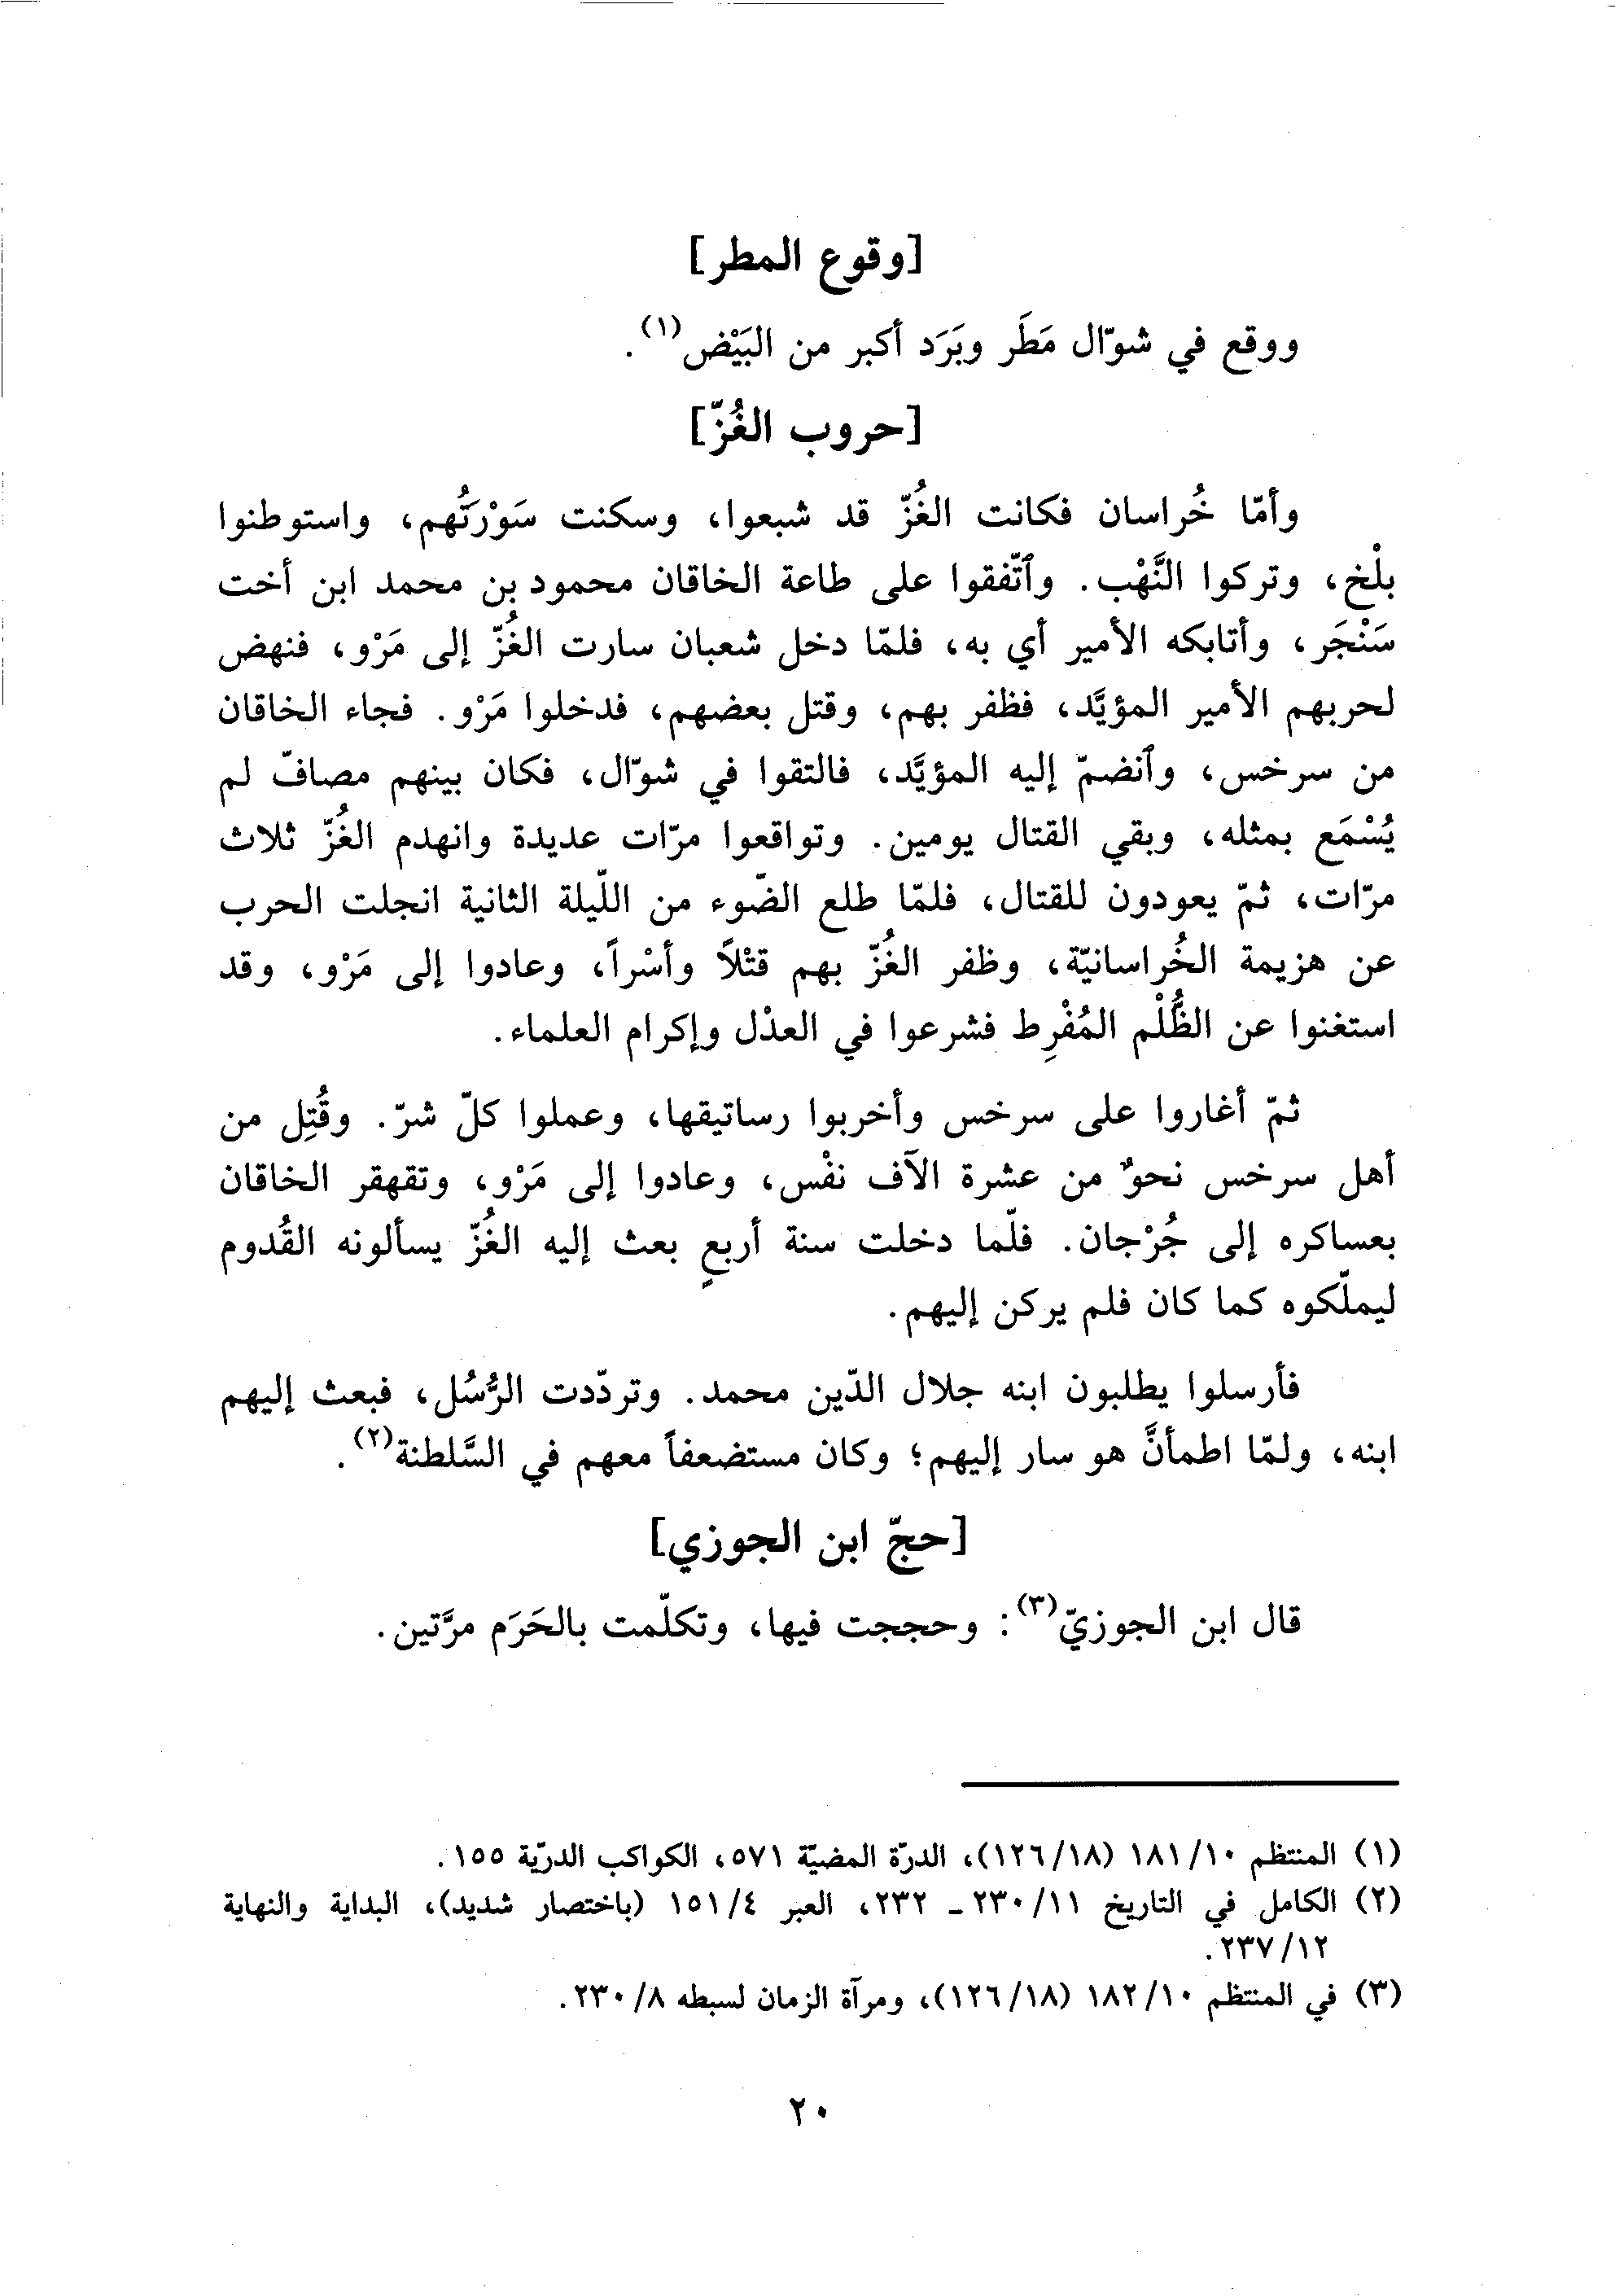 [وقوع المطر]
ووقع في شوّال مَطَر وبَرَد أكبر من البَيْض(١).
[حروب الغُزّ]
وأمّا خُراسان فكانت الغُزّ قد شبعوا، وسكنت سَوْرَتُهم، واستوطنوا
بلْخ، وتركوا النَّهْب. وٱتّفقوا على طاعة الخاقان محمود بن محمد ابن أخت
سَنْجَر، وأتابكه الأمير أي به، فلمّا دخل شعبان سارت الغُزّ إلى مَرْو، فنهض
لحربهم الأمير المؤيَّد، فظفر بهم، وقتل بعضهم، فدخلوا مَرْو. فجاء الخاقان
من سرخس، وٱنضمّ إليه المؤيَّد، فالتقوا في شوّال، فكان بينهم مصافّ لم
يُسْمَع بمثله، وبقي القتال يومين. وتواقعوا مرّات عديدة وانهدم الغُزّ ثلاث
مرّات، ثمّ يعودون للقتال، فلمّا طلع الضّوء من اللّيلة الثانية انجلت الحرب
عن هزيمة الخُراسانيّة، وظفر الغُزّ بهم قتْلاً وأسْراً، وعادوا إلى مَرْو، وقد
استغنوا عن الظُّلْم المُفْرِط فشرعوا في العدْل وإكرام العلماء.
ثمّ أغاروا على سرخس وأخربوا رساتيقها، وعملوا كلّ شرّ. وقُتِل من
أهل سرخس نحوٌ من عشرة الآف نفْس، وعادوا إلى مَرْو، وتقهقر الخاقان
بعساكره إلى جُرْجان. فلّما دخلت سنة أربعٍ بعث إليه الغُزّ يسألونه القُدوم
ليملّكوه كما كان فلم يركن إليهم.
فأرسلوا يطلبون ابنه جلال الدّين محمد. وتردّدت الرُّسُل، فبعث إليهم
ابنه، ولمّا اطمأنَّ هو سار إليهم؛ وكان مستضعفاً معهم في السَّلطنة(٢).
[حجّ ابن الجوزي]
قال ابن الجوزيّ(٣): وحججت فيها، وتكلّمت بالحَرَم مرَّتين.
(١) المنتظم ١٨١/١٠ (١٢٦/١٨)، الدرّة المضيّة ٥٧١، الكواكب الدرّية ١٥٥.
(٢) الكامل في التاريخ ٢٣٠/١١ ـ ٢٣٢، العبر ١٥١/٤ (باختصار شديد)، البداية والنهاية
٢٣٧/١٢.
(٣) في المنتظم ١٨٢/١٠ (١٢٦/١٨)، ومرآة الزمان لسبطه ٢٣٠/٨.
٢٠